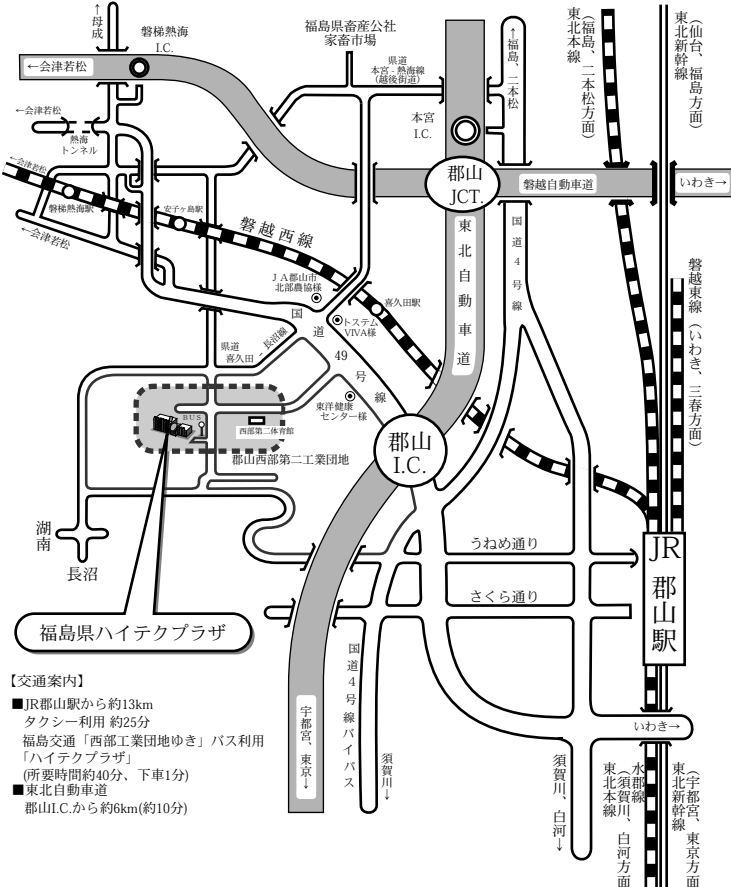 ←母成
磐梯熱海
I.C.
福島県畜産公社
家畜市場
←会津若松
県道
本宮-熱海線
(越後街道)
←福島、二本松
東北本線
(福島、二本松方面)
東北新幹線
(仙台、福島方面)
←会津若松
熱海
トンネル
本宮
I.C.
←会津若松
郡山
JCT.
磐越自動車道
いわき→
磐梯熱海駅
安子ヶ島駅
←会津若松
磐越西線
東北自動車道
国道4号線
磐越東線(いわき、三春方面)
JA郡山市
北部農協様
喜久田駅
トステム
VIVA様
国道49号線
県道
喜久田-長沼線
東洋健康
センター様
BUS
西部第二体育館
郡山西部第二工業団地
郡山
I.C.
湖南
長沼
うねめ通り
さくら通り
JR郡山駅
福島県ハイテクプラザ
国道4号線バイパス
宇都宮、東京→
須賀川→
須賀川、白河→
いわき→
東北本線
(須賀川、白河方面
水郡線
東北新幹線
(宇都宮、東京方面
【交通案内】
■JR郡山駅から約13km
タクシー利用 約25分
福島交通「西部工業団地ゆき」バス利用
「ハイテクプラザ」
(所要時間約40分、下車1分)
■東北自動車道
郡山I.C.から約6km(約10分)